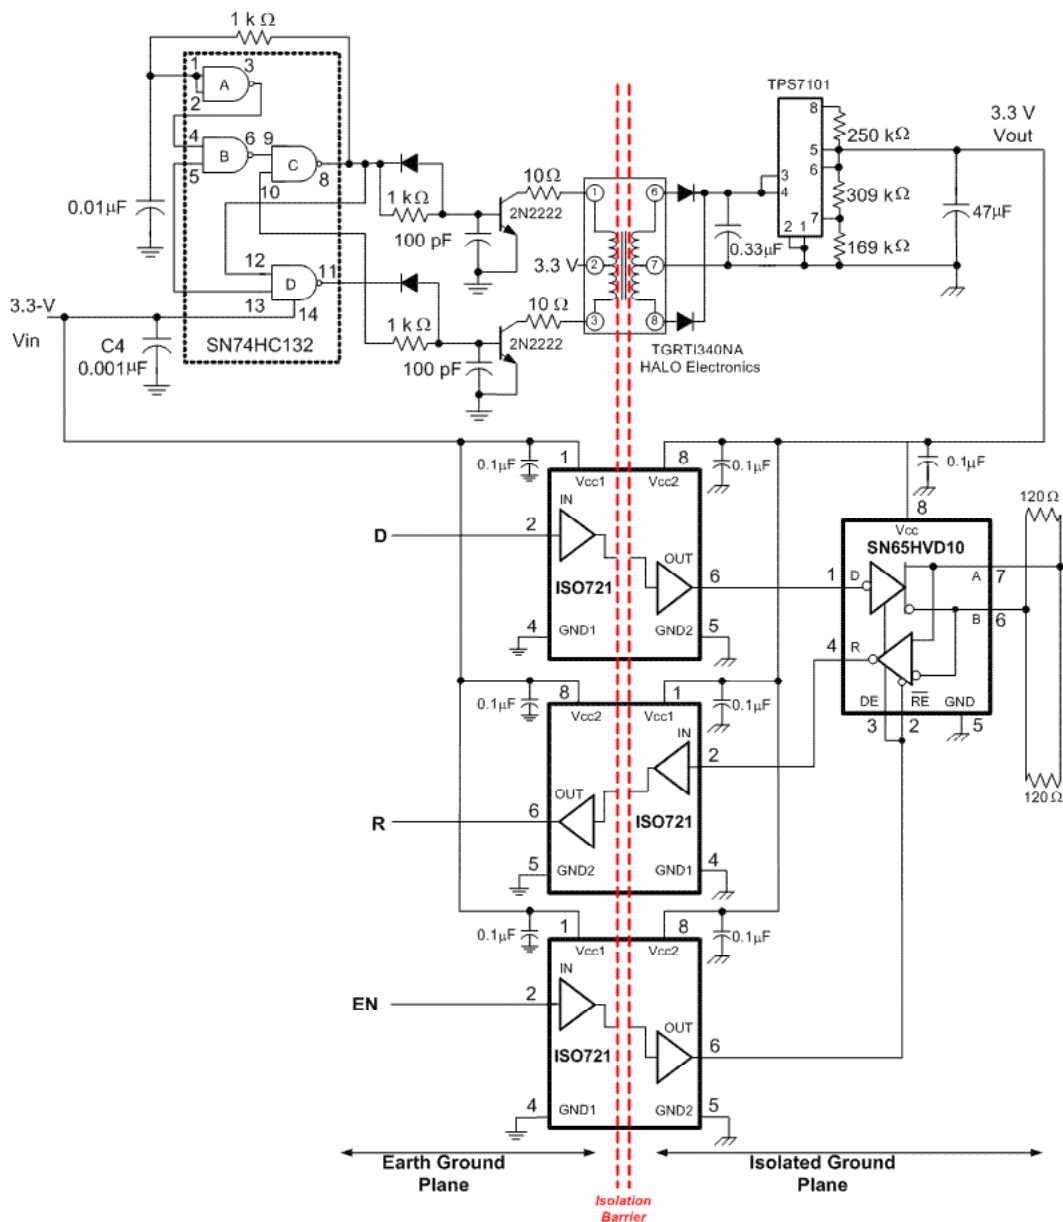 1 k Ω
1
3
A
2
4
6
9
B
C
5
10
8
0.01µF
12
11
D
13
14
3.3-V
Vin
C4
0.001µF
SN74HC132
1 kΩ
100 pF
2N2222
10Ω
1 kΩ
100 pF
2N2222
10 Ω
3.3 V
1
2
3
6
7
8
TGRTI340NA
HALO Electronics
TPS7101
8
5
6
3
4
7
2
1
0.33µF
250 kΩ
309 kΩ
169 kΩ
3.3 V
Vout
47µF
0.1µF
1
8
0.1µF
Vcc1
Vcc2
IN
D
2
OUT
6
ISO721
4
GND1
GND2
5
0.1µF
8
Vcc
SN65HVD10
1
D
A
7
B
6
4
R
DE
RE
GND
3
2
5
120Ω
120Ω
0.1µF
8
1
0.1µF
Vcc2
Vcc1
IN
2
OUT
R
6
ISO721
5
GND2
GND1
4
0.1µF
1
8
0.1µF
Vcc1
Vcc2
IN
EN
2
OUT
6
ISO721
4
GND1
GND2
5
Earth Ground
Plane
Isolated Ground
Plane
Isolation
Barrier